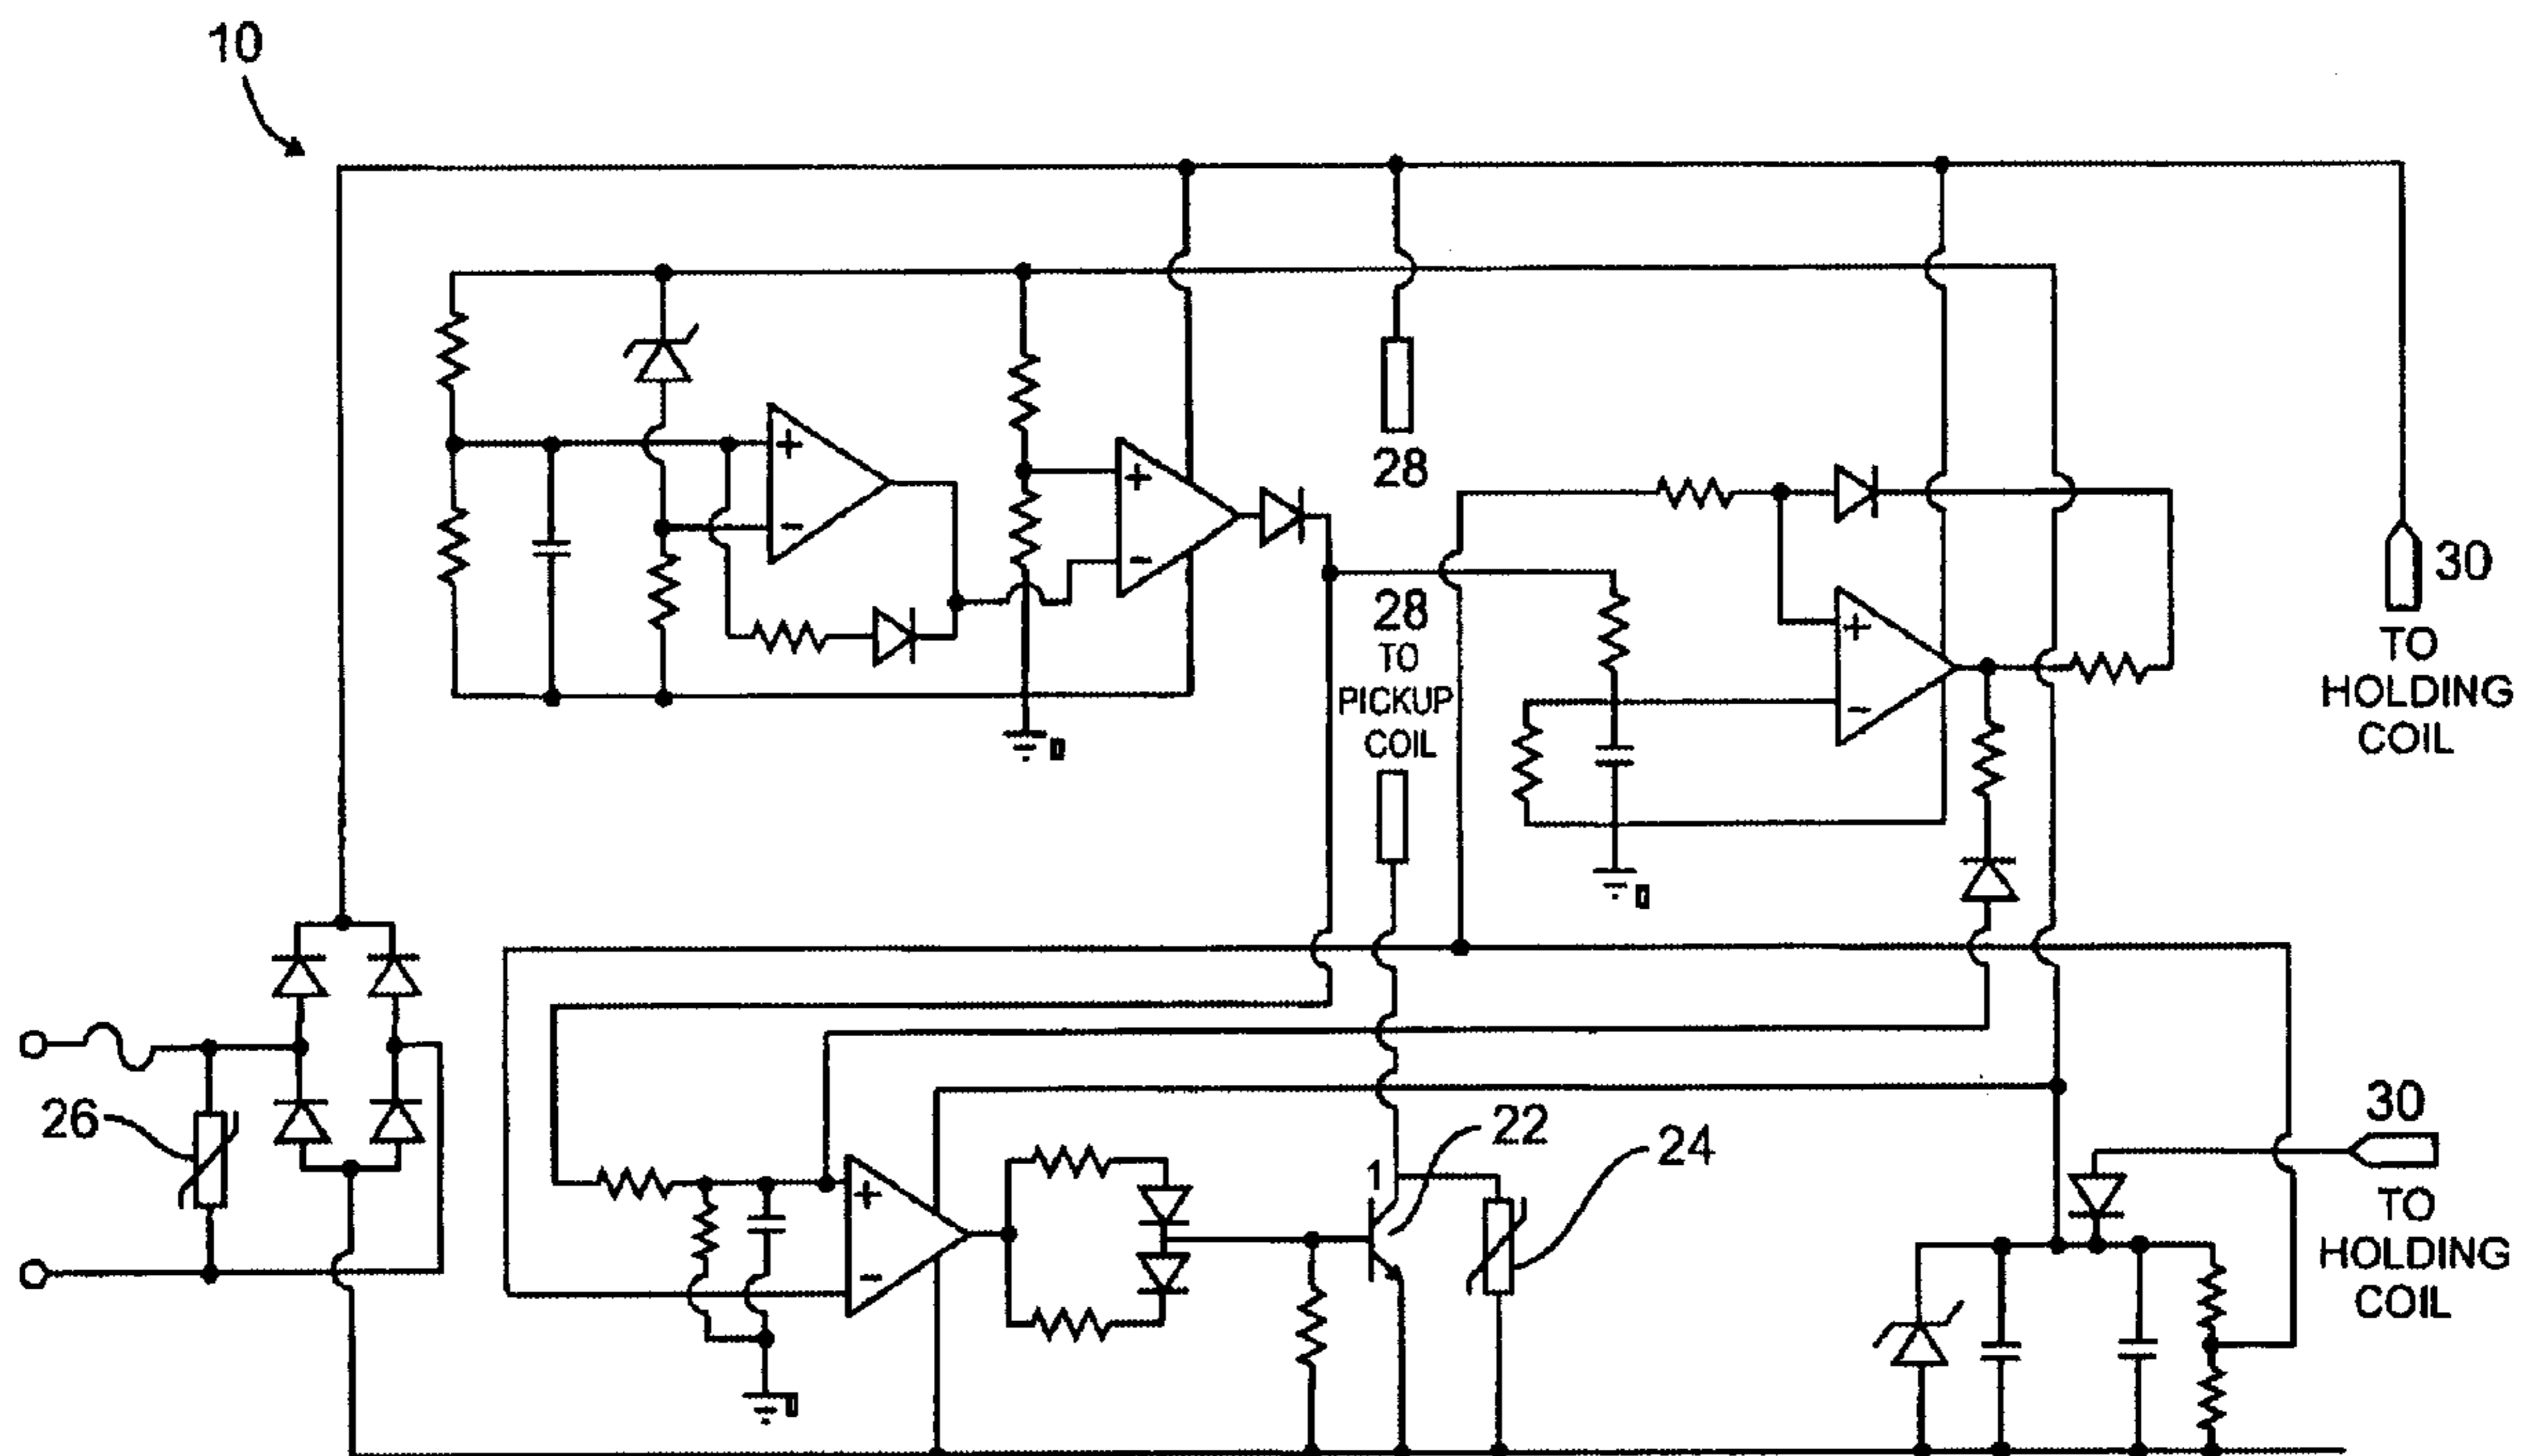 10
+
−
+
−
28
28
TO
PICKUP
COIL
+
−
30
TO
HOLDING
COIL
26
+
−
1
22
24
30
TO
HOLDING
COIL